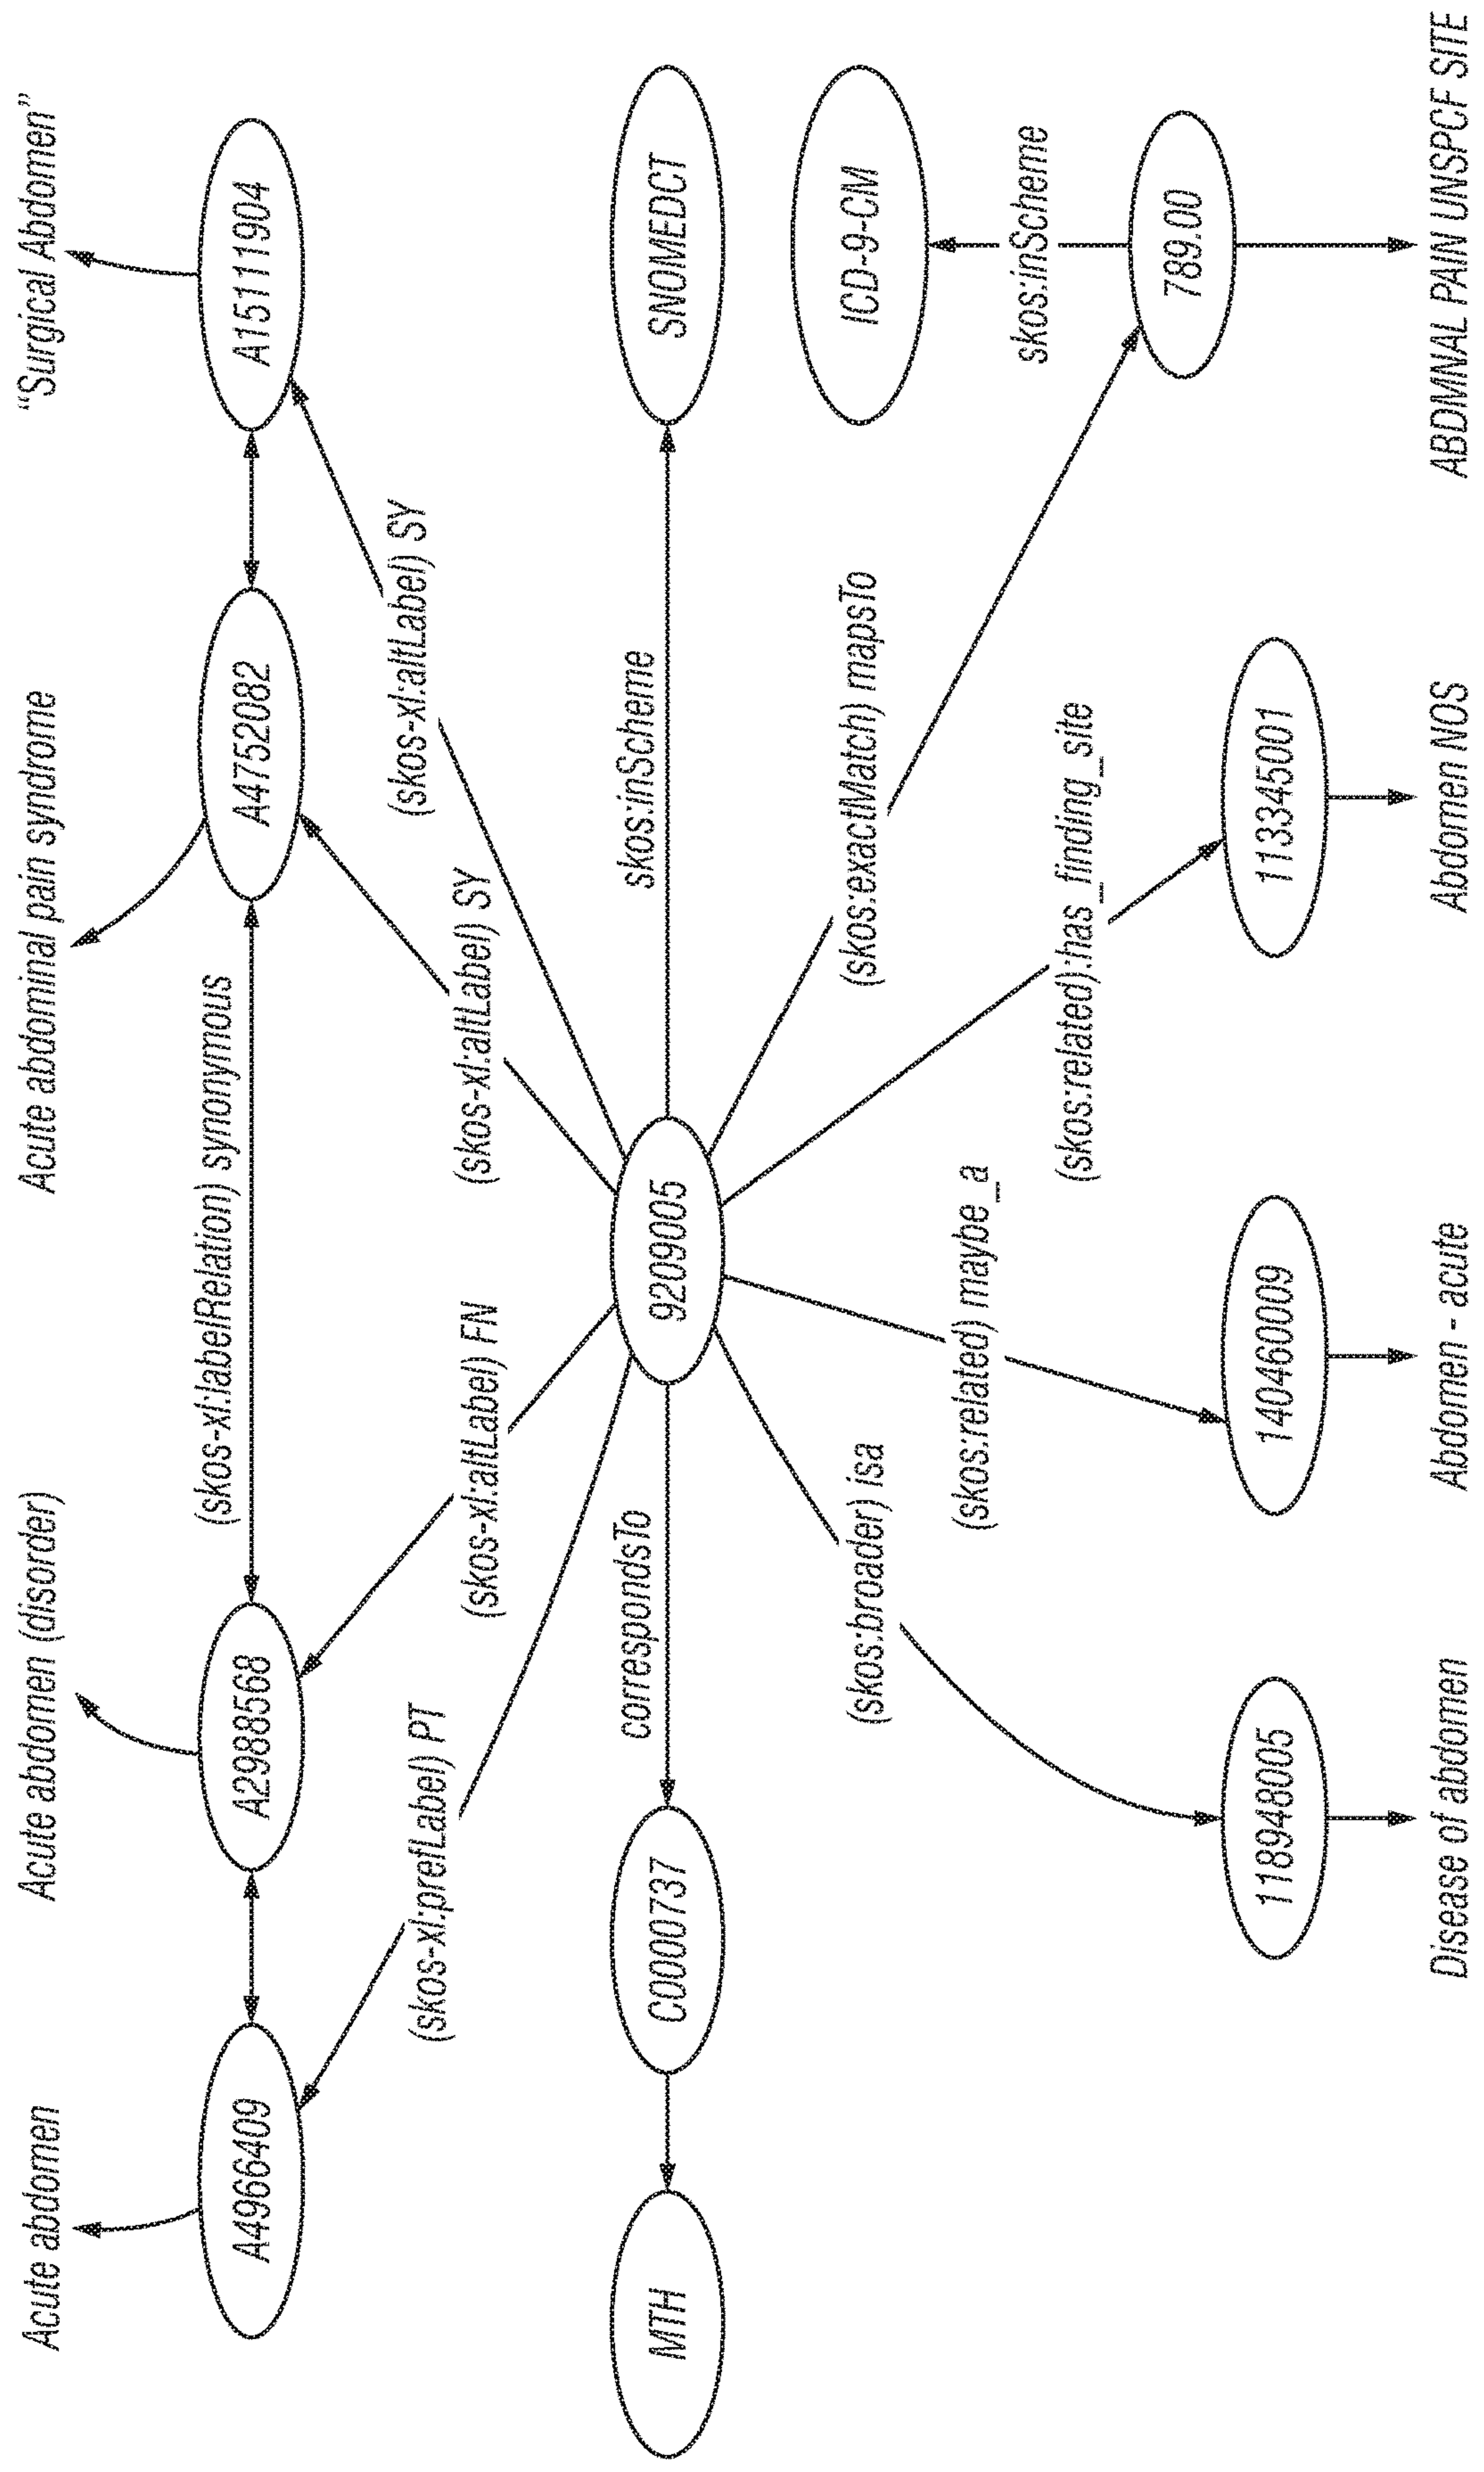 Acute abdomen
Acute abdomen (disorder)
Acute abdominal pain syndrome
“Surgical Abdomen”
A4966409
A2988568
(skos-xl:labelRelation) synonymous
A4752082
A15111904
(skos-xl:prefLabel) PT
(skos-xl:altLabel) FN
(skos-xl:altLabel) SY
(skos-xl:altLabel) SY
MTH
C0000737
correspondsTo
9209005
skos:inScheme
SNOMEDCT
(skos:broader) isa
(skos:related) maybe_a
(skos:related):has_finding_site
(skos:exactMatch) mapsTo
ICD-9-CM
skos:inScheme
789.00
118948005
140460009
113345001
Disease of abdomen
Abdomen - acute
Abdomen NOS
ABDMNAL PAIN UNSPCF SITE